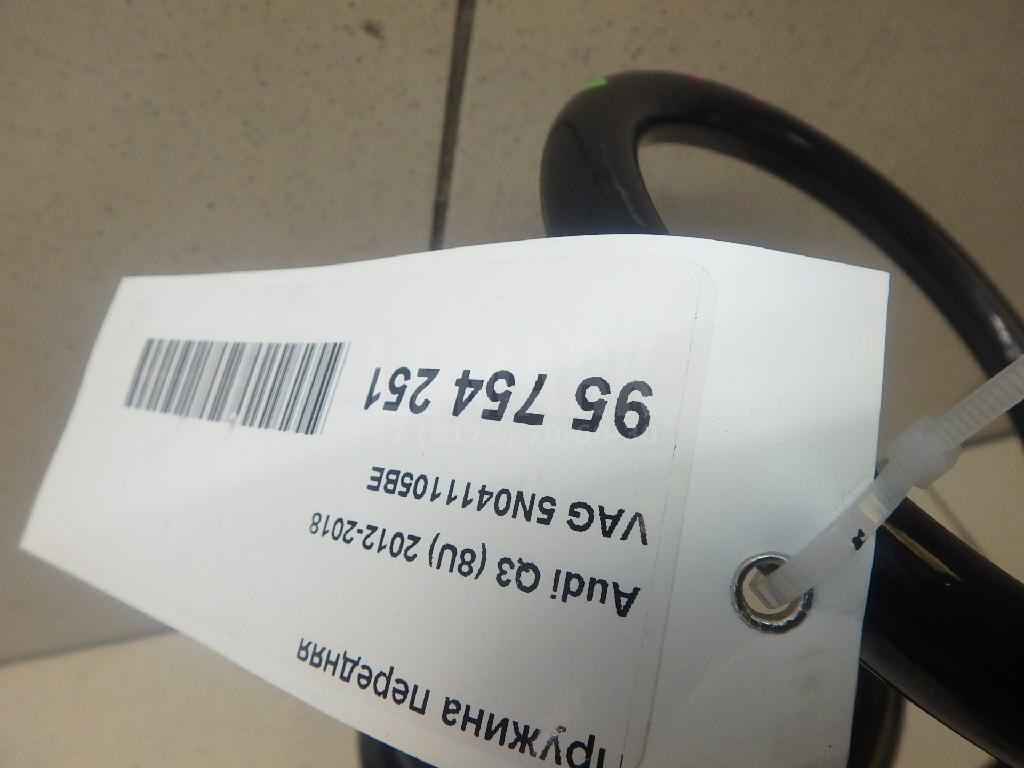 Пружина передняя
Audi Q3 (8U) 2012-2018
VAG 5N0411105BE
95 754 251